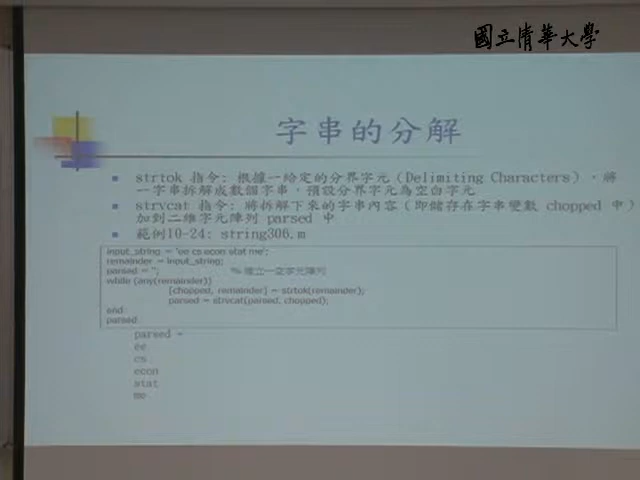 國立清華大學
字串的分解
strtok 指令: 根據一給定的分界字元（Delimiting Characters），將
一字串拆解成數個字串，預設分界字元為空白字元
strvcat 指令: 將拆解下來的字串內容（即儲存在字串變數 chopped 中）
加到二維字元陣列 parsed 中
範例10-24: string306.m
input_string = 'ee cs econ stat me';
remainder = input_string;
parsed = ''; % 建立一空字元陣列
while (any(remainder))
[chopped, remainder] = strtok(remainder);
parsed = strvcat(parsed, chopped);
end
parsed
parsed =
ee
cs
econ
stat
me